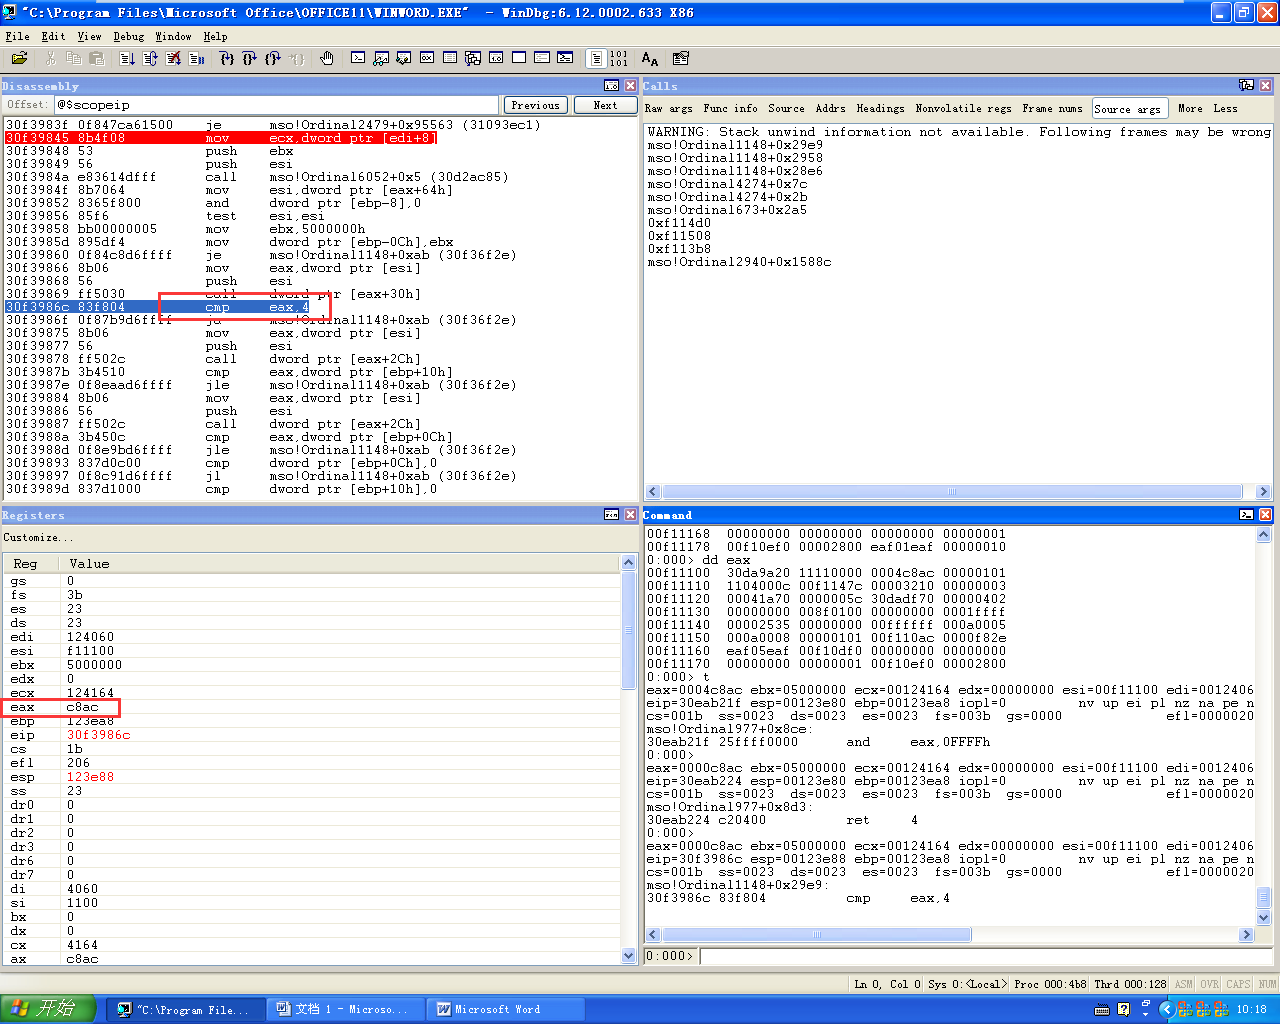 "C:\Program Files\Microsoft Office\OFFICE11\WINWORD.EXE" - WinDbg:6.12.0002.633 X86
File Edit View Debug Window Help
Disassembly
Offset: @$scopeip Previous Next
30f3983f 0f847ca61500 je mso!Ordinal2479+0x95563 (31093ec1)
30f39845 8b4f08 mov ecx,dword ptr [edi+8]
30f39848 53 push ebx
30f39849 56 push esi
30f3984a e83614dfff call mso!Ordinal6052+0x5 (30d2ac85)
30f3984f 8b7064 mov esi,dword ptr [eax+64h]
30f39852 8365f800 and dword ptr [ebp-8],0
30f39856 85f6 test esi,esi
30f39858 bb00000005 mov ebx,5000000h
30f3985d 895df4 mov dword ptr [ebp-0Ch],ebx
30f39860 0f84c8d6ffff je mso!Ordinal1148+0xab (30f36f2e)
30f39866 8b06 mov eax,dword ptr [esi]
30f39868 56 push esi
30f39869 ff5030 call dword ptr [eax+30h]
30f3986c 83f804 cmp eax,4
30f3986f 0f87b9d6ffff ja mso!Ordinal1148+0xab (30f36f2e)
30f39875 8b06 mov eax,dword ptr [esi]
30f39877 56 push esi
30f39878 ff502c call dword ptr [eax+2Ch]
30f3987b 3b4510 cmp eax,dword ptr [ebp+10h]
30f3987e 0f8eaad6ffff jle mso!Ordinal1148+0xab (30f36f2e)
30f39884 8b06 mov eax,dword ptr [esi]
30f39886 56 push esi
30f39887 ff502c call dword ptr [eax+2Ch]
30f3988a 3b450c cmp eax,dword ptr [ebp+0Ch]
30f3988d 0f8e9bd6ffff jle mso!Ordinal1148+0xab (30f36f2e)
30f39893 837d0c00 cmp dword ptr [ebp+0Ch],0
30f39897 0f8c91d6ffff jl mso!Ordinal1148+0xab (30f36f2e)
30f3989d 837d1000 cmp dword ptr [ebp+10h],0
Calls
Raw args Func info Source Addrs Headings Nonvolatile regs Frame nums Source args More Less
WARNING: Stack unwind information not available. Following frames may be wrong
mso!Ordinal1148+0x29e9
mso!Ordinal1148+0x2958
mso!Ordinal1148+0x28e6
mso!Ordinal4274+0x7c
mso!Ordinal4274+0x2b
mso!Ordinal673+0x2a5
0xf114d0
0xf11508
0xf113b8
mso!Ordinal2940+0x1588c
Registers
Customize...
Reg Value
gs 0
fs 3b
es 23
ds 23
edi 124060
esi f11100
ebx 5000000
edx 0
ecx 124164
eax c8ac
ebp 123ea8
eip 30f3986c
cs 1b
efl 206
esp 123e88
ss 23
dr0 0
dr1 0
dr2 0
dr3 0
dr6 0
dr7 0
di 4060
si 1100
bx 0
dx 0
cx 4164
ax c8ac
Command
00f11168 00000000 00000000 00000000 00000001
00f11178 00f10ef0 00002800 eaf01eaf 00000010
0:000> dd eax
00f11100 30da9a20 11110000 0004c8ac 00000101
00f11110 1104000c 00f1147c 00003210 00000000
00f11120 00041a70 0000005c 30dadf70 00000402
00f11130 00000000 008f0100 00000000 0001ffff
00f11140 00002535 00000000 00ffffff 000a0005
00f11150 000a0008 00000101 00f110ac 0000f82e
00f11160 eaf05eaf 00f10df0 00000000 00000000
00f11170 00000000 00000001 00f10ef0 00002800
0:000> t
eax=0004c8ac ebx=05000000 ecx=00124164 edx=00000000 esi=00f11100 edi=0012406
eip=30eab21f esp=00123e80 ebp=00123ea8 iopl=0 nv up ei pl nz na pe n
cs=001b ss=0023 ds=0023 es=0023 fs=003b gs=0000 efl=0000020
mso!Ordinal977+0x8ce:
30eab21f 25ffff0000 and eax,0FFFFh
0:000>
eax=0000c8ac ebx=05000000 ecx=00124164 edx=00000000 esi=00f11100 edi=0012406
eip=30eab224 esp=00123e80 ebp=00123ea8 iopl=0 nv up ei pl nz na pe n
cs=001b ss=0023 ds=0023 es=0023 fs=003b gs=0000 efl=0000020
mso!Ordinal977+0x8d3:
30eab224 c20400 ret 4
0:000>
eax=0000c8ac ebx=05000000 ecx=00124164 edx=00000000 esi=00f11100 edi=0012406
eip=30f3986c esp=00123e88 ebp=00123ea8 iopl=0 nv up ei pl nz na pe n
cs=001b ss=0023 ds=0023 es=0023 fs=003b gs=0000 efl=0000020
mso!Ordinal1148+0x29e9:
30f3986c 83f804 cmp eax,4
0:000>
Ln 0, Col 0 Sys 0:<Local> Proc 000:4b8 Thrd 000:128 ASM OVR CAPS NUM
开始 "C:\Program File... 文档 1 - Microso... Microsoft Word 10:18